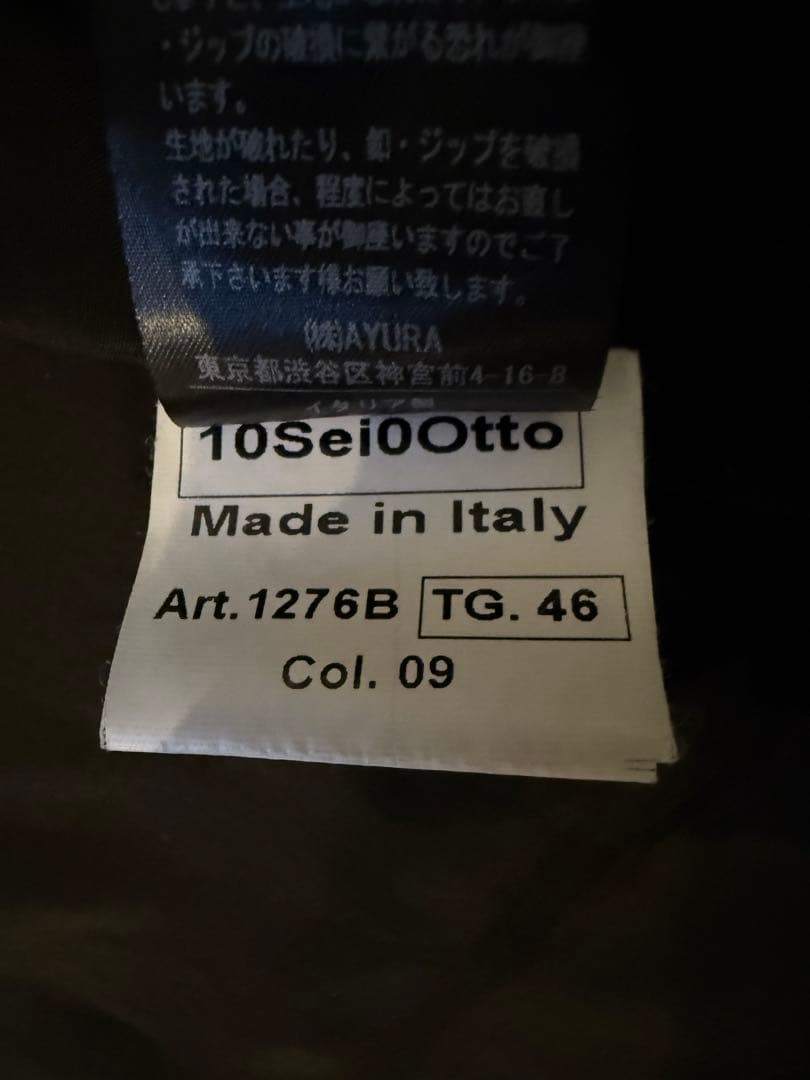 ・ジップの破損に繋がる恐れが御座
います。
生地が破れたり、釦・ジップを破損
された場合、程度によってはお直し
が出来ない事が御座いますのでご了
承下さいます様お願い致します。
(株)AYURA
東京都渋谷区神宮前4-16-8
イタリア製
10Sei0Otto
Made in Italy
Art.1276B TG. 46
Col. 09